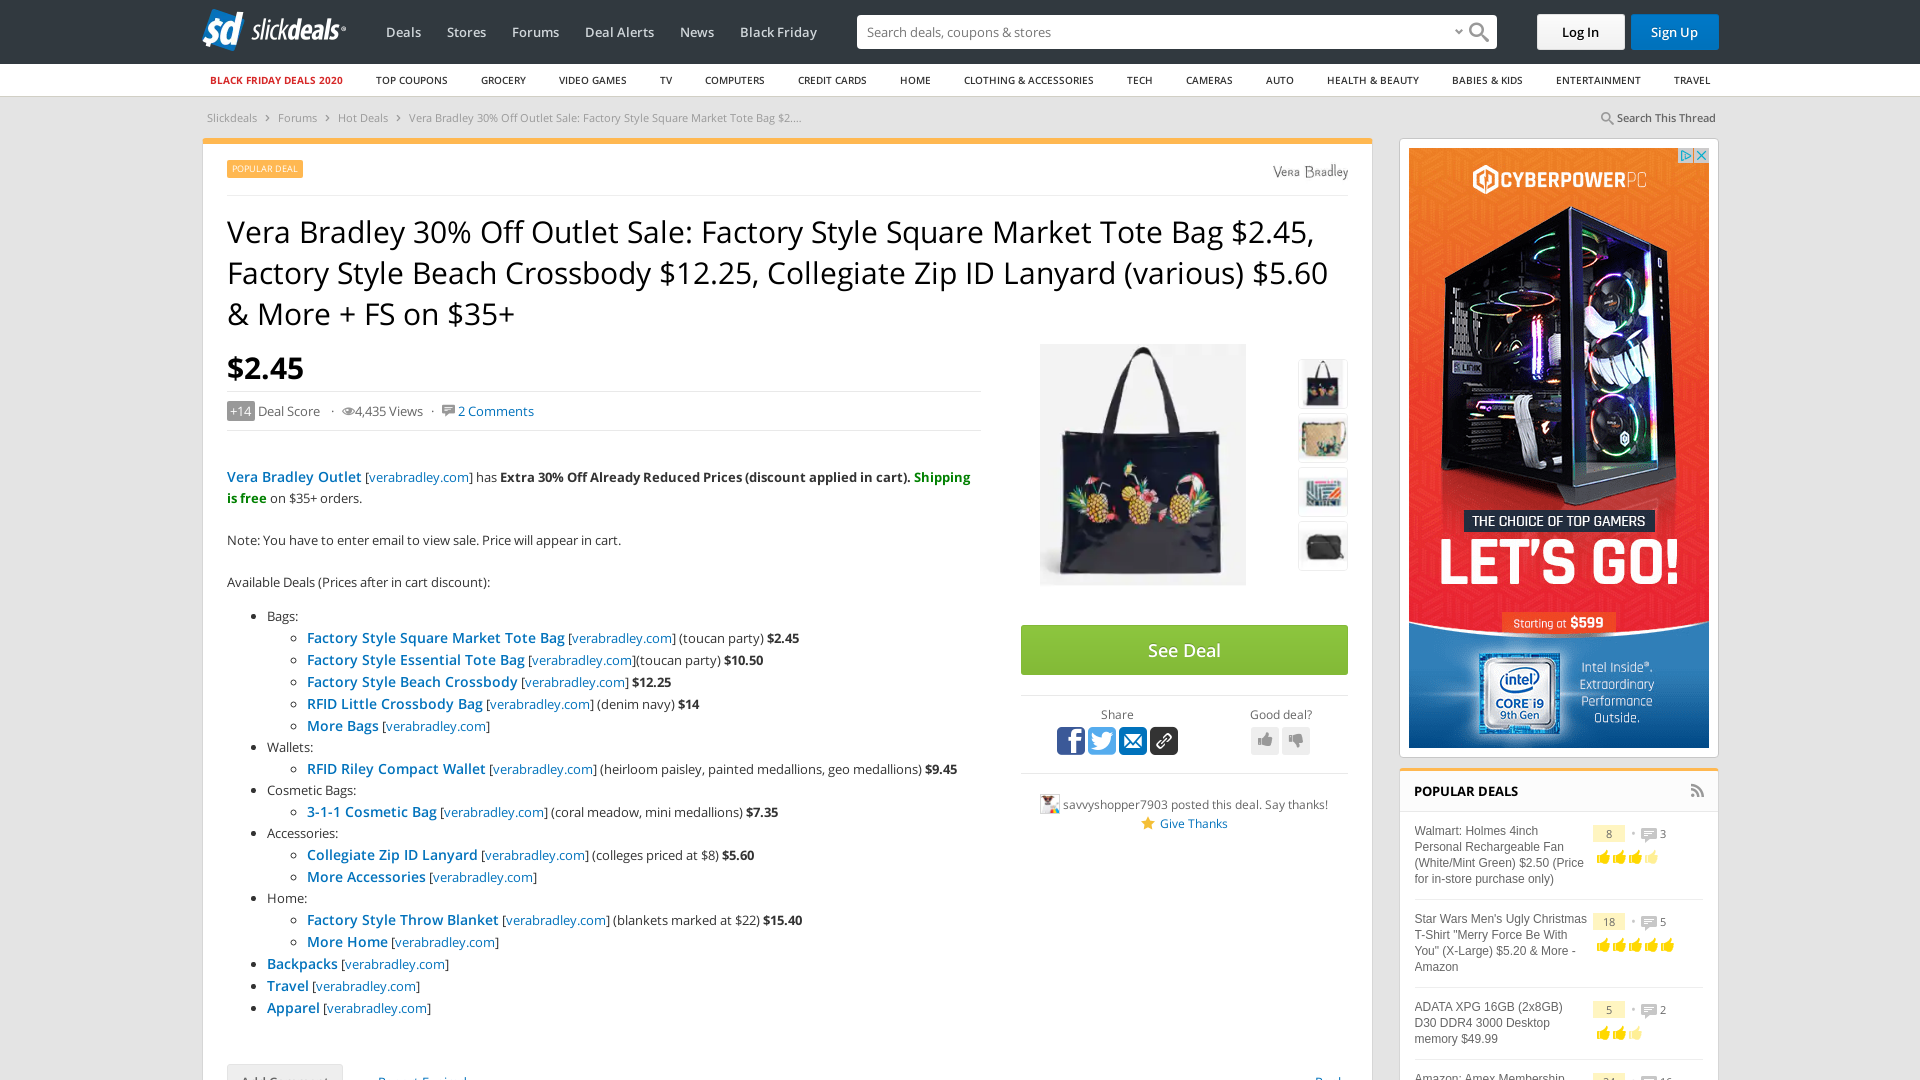 sd slickdeals®
Deals Stores Forums Deal Alerts News Black Friday
Search deals, coupons & stores
Log In Sign Up
BLACK FRIDAY DEALS 2020 TOP COUPONS GROCERY VIDEO GAMES TV COMPUTERS CREDIT CARDS HOME CLOTHING & ACCESSORIES TECH CAMERAS AUTO HEALTH & BEAUTY BABIES & KIDS ENTERTAINMENT TRAVEL
Slickdeals › Forums › Hot Deals › Vera Bradley 30% Off Outlet Sale: Factory Style Square Market Tote Bag $2....
Search This Thread
POPULAR DEAL
Vera Bradley
Vera Bradley 30% Off Outlet Sale: Factory Style Square Market Tote Bag $2.45,
Factory Style Beach Crossbody $12.25, Collegiate Zip ID Lanyard (various) $5.60
& More + FS on $35+
$2.45
+14 Deal Score · 4,435 Views · 2 Comments
Vera Bradley Outlet [verabradley.com] has Extra 30% Off Already Reduced Prices (discount applied in cart). Shipping
is free on $35+ orders.
Note: You have to enter email to view sale. Price will appear in cart.
Available Deals (Prices after in cart discount):
Bags:
Factory Style Square Market Tote Bag [verabradley.com] (toucan party) $2.45
Factory Style Essential Tote Bag [verabradley.com](toucan party) $10.50
Factory Style Beach Crossbody [verabradley.com] $12.25
RFID Little Crossbody Bag [verabradley.com] (denim navy) $14
More Bags [verabradley.com]
Wallets:
RFID Riley Compact Wallet [verabradley.com] (heirloom paisley, painted medallions, geo medallions) $9.45
Cosmetic Bags:
3-1-1 Cosmetic Bag [verabradley.com] (coral meadow, mini medallions) $7.35
Accessories:
Collegiate Zip ID Lanyard [verabradley.com] (colleges priced at $8) $5.60
More Accessories [verabradley.com]
Home:
Factory Style Throw Blanket [verabradley.com] (blankets marked at $22) $15.40
More Home [verabradley.com]
Backpacks [verabradley.com]
Travel [verabradley.com]
Apparel [verabradley.com]
See Deal
Share
Good deal?
savvyshopper7903 posted this deal. Say thanks!
Give Thanks
CYBERPOWERPC
THE CHOICE OF TOP GAMERS
LET'S GO!
Starting at $599
intel
CORE i9
9th Gen
Intel Inside®.
Extraordinary
Performance
Outside.
POPULAR DEALS
Walmart: Holmes 4inch
Personal Rechargeable Fan
(White/Mint Green) $2.50 (Price
for in-store purchase only)
8 · 3
Star Wars Men's Ugly Christmas
T-Shirt "Merry Force Be With
You" (X-Large) $5.20 & More -
Amazon
18 · 5
ADATA XPG 16GB (2x8GB)
D30 DDR4 3000 Desktop
memory $49.99
5 · 2
Amazon: Amex Membership